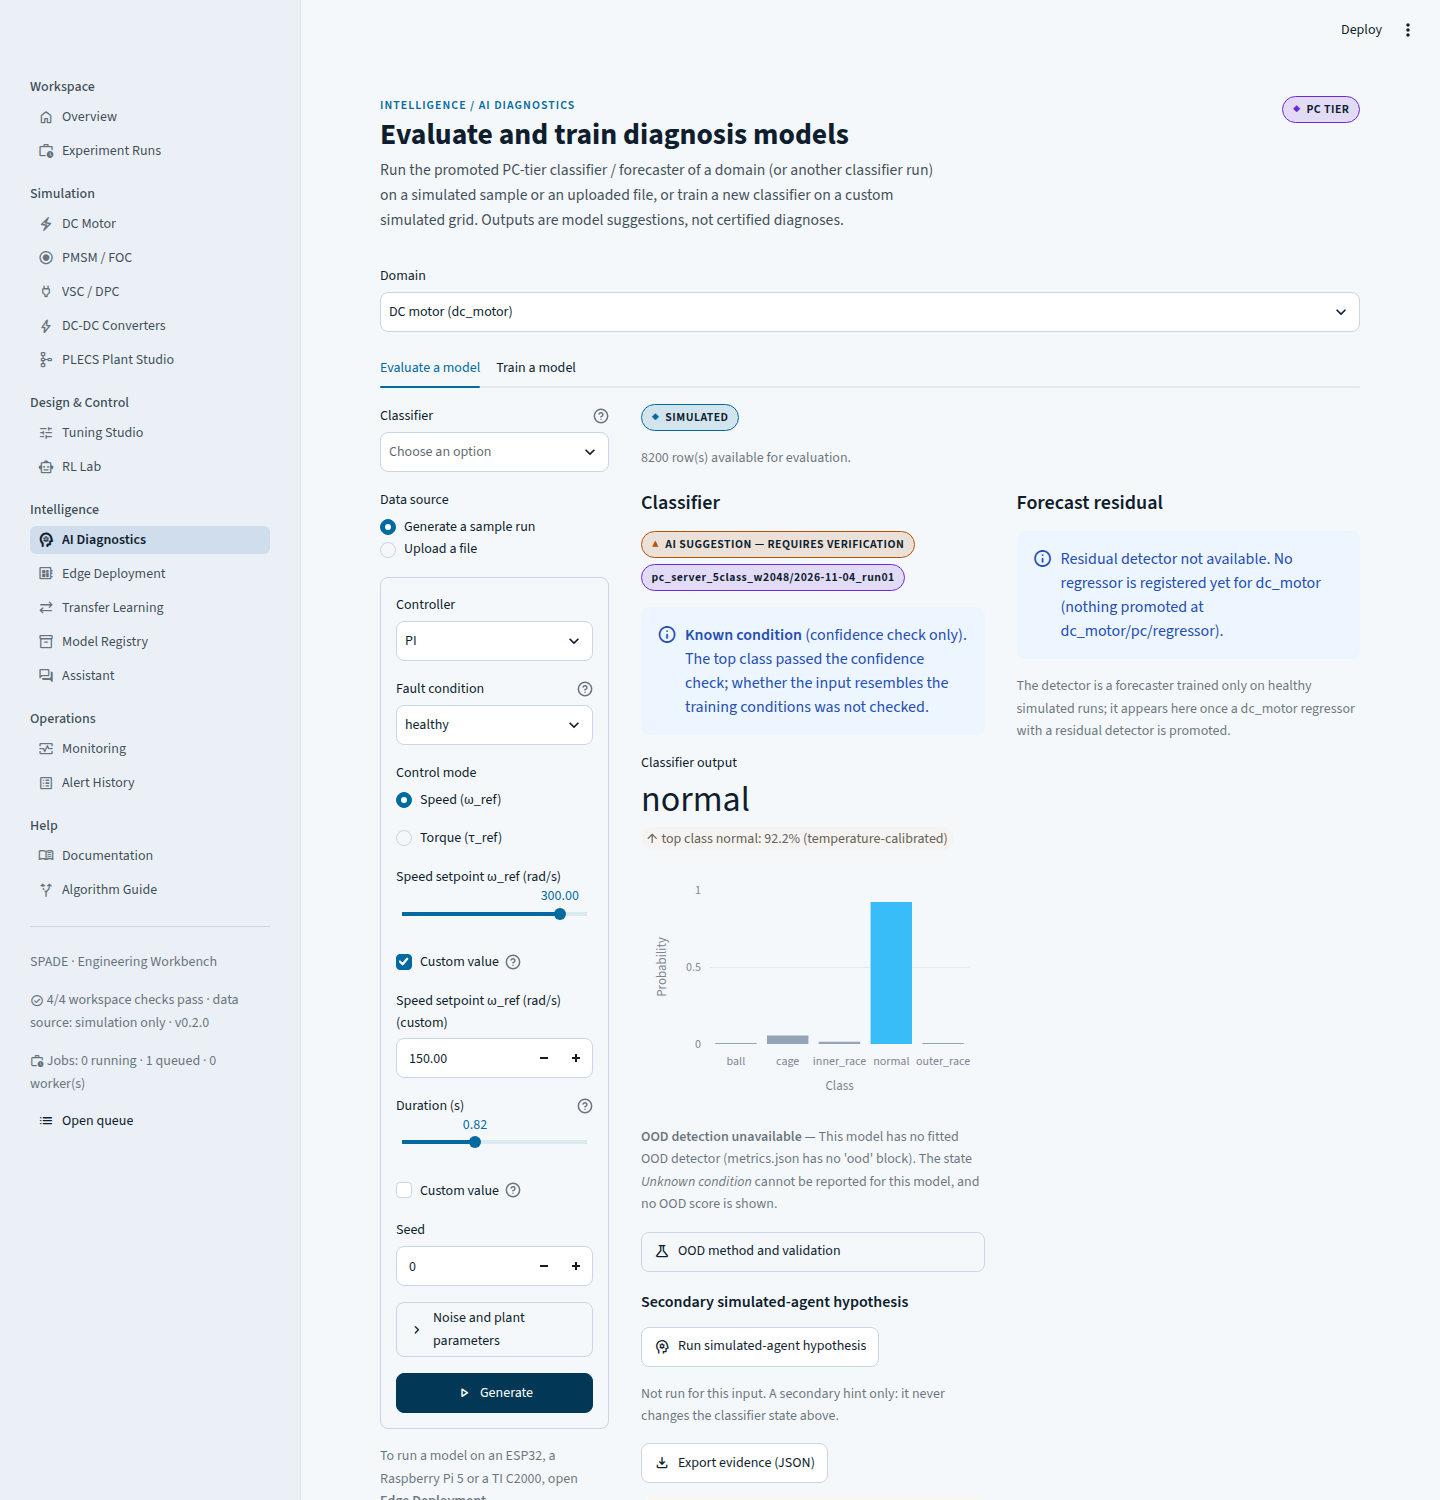 Deploy
Workspace
Overview
Experiment Runs
Simulation
DC Motor
PMSM / FOC
VSC / DPC
DC-DC Converters
PLECS Plant Studio
Design & Control
Tuning Studio
RL Lab
Intelligence
AI Diagnostics
Edge Deployment
Transfer Learning
Model Registry
Assistant
Operations
Monitoring
Alert History
Help
Documentation
Algorithm Guide
SPADE · Engineering Workbench
4/4 workspace checks pass · data
source: simulation only · v0.2.0
Jobs: 0 running · 1 queued · 0
worker(s)
Open queue
INTELLIGENCE / AI DIAGNOSTICS
PC TIER
Evaluate and train diagnosis models
Run the promoted PC-tier classifier / forecaster of a domain (or another classifier run)
on a simulated sample or an uploaded file, or train a new classifier on a custom
simulated grid. Outputs are model suggestions, not certified diagnoses.
Domain
DC motor (dc_motor)
Evaluate a model
Train a model
Classifier
Choose an option
Data source
Generate a sample run
Upload a file
Controller
PI
Fault condition
healthy
Control mode
Speed (ω_ref)
Torque (τ_ref)
Speed setpoint ω_ref (rad/s)
300.00
Custom value
Speed setpoint ω_ref (rad/s)
(custom)
150.00
Duration (s)
0.82
Custom value
Seed
0
Noise and plant
parameters
Generate
To run a model on an ESP32, a
Raspberry Pi 5 or a TI C2000, open
Edge Deployment
SIMULATED
8200 row(s) available for evaluation.
Classifier
AI SUGGESTION — REQUIRES VERIFICATION
pc_server_5class_w2048/2026-11-04_run01
Known condition (confidence check only).
The top class passed the confidence
check; whether the input resembles the
training conditions was not checked.
Classifier output
normal
↑ top class normal: 92.2% (temperature-calibrated)
1
0.5
0
Probability
ball
cage
inner_race
normal
outer_race
Class
OOD detection unavailable — This model has no fitted
OOD detector (metrics.json has no 'ood' block). The state
Unknown condition cannot be reported for this model, and
no OOD score is shown.
OOD method and validation
Secondary simulated-agent hypothesis
Run simulated-agent hypothesis
Not run for this input. A secondary hint only: it never
changes the classifier state above.
Export evidence (JSON)
Forecast residual
Residual detector not available. No
regressor is registered yet for dc_motor
(nothing promoted at
dc_motor/pc/regressor).
The detector is a forecaster trained only on healthy
simulated runs; it appears here once a dc_motor regressor
with a residual detector is promoted.